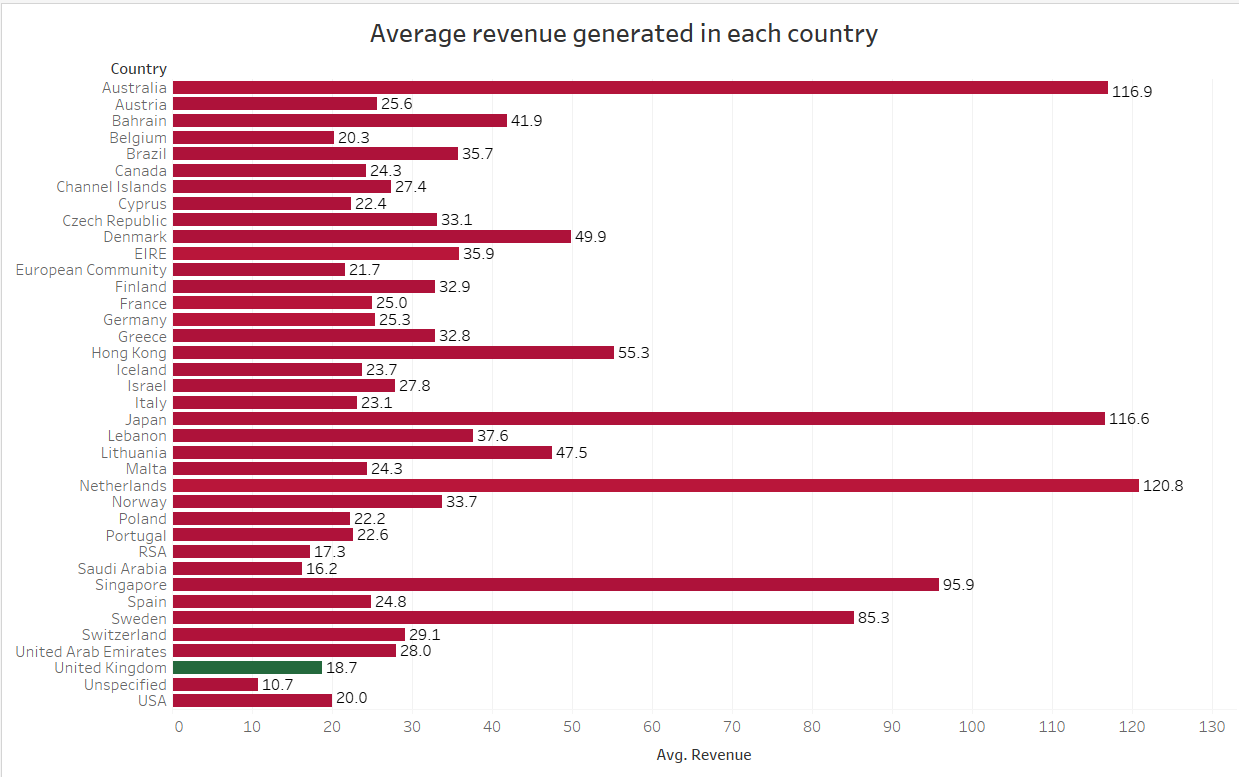 Average revenue generated in each country
Country
Australia 116.9
Austria 25.6
Bahrain 41.9
Belgium 20.3
Brazil 35.7
Canada 24.3
Channel Islands 27.4
Cyprus 22.4
Czech Republic 33.1
Denmark 49.9
EIRE 35.9
European Community 21.7
Finland 32.9
France 25.0
Germany 25.3
Greece 32.8
Hong Kong 55.3
Iceland 23.7
Israel 27.8
Italy 23.1
Japan 116.6
Lebanon 37.6
Lithuania 47.5
Malta 24.3
Netherlands 120.8
Norway 33.7
Poland 22.2
Portugal 22.6
RSA 17.3
Saudi Arabia 16.2
Singapore 95.9
Spain 24.8
Sweden 85.3
Switzerland 29.1
United Arab Emirates 28.0
United Kingdom 18.7
Unspecified 10.7
USA 20.0
0 10 20 30 40 50 60 70 80 90 100 110 120 130
Avg. Revenue